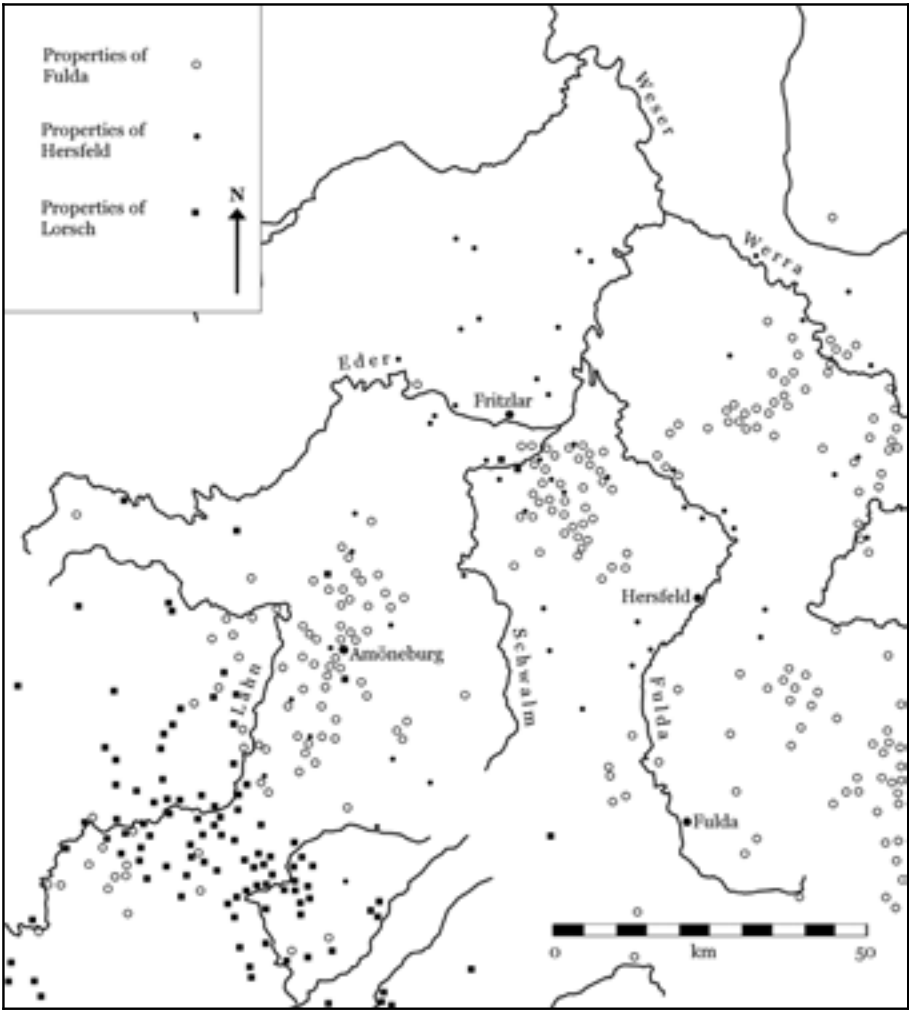 Properties of
Fulda
Properties of
Hersfeld
Properties of
Lorsch
N
Weser
Werra
Eder
Fritzlar
Hersfeld
Schwalm
Amöneburg
Lahn
Fulda
Fulda
0 km 50